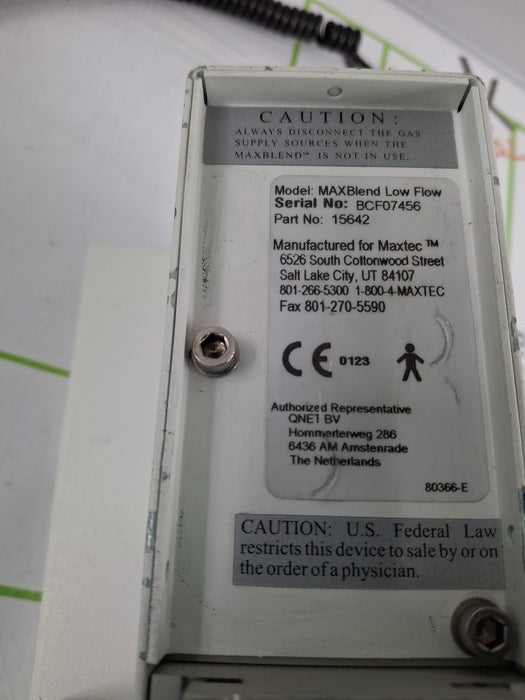 CAUTION:
ALWAYS DISCONNECT THE GAS
SUPPLY SOURCES WHEN THE
MAXBLEND™ IS NOT IN USE.
Model: MAXBlend Low Flow
Serial No: BCF07456
Part No: 15642
Manufactured for Maxtec ™
6526 South Cottonwood Street
Salt Lake City, UT 84107
801-266-5300 1-800-4-MAXTEC
Fax 801-270-5590
CE 0123
Authorized Representative
QNET BV
Hommerterweg 286
6436 AM Amstenrade
The Netherlands
80366-E
CAUTION: U.S. Federal Law
restricts this device to sale by or on
the order of a physician.